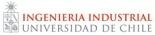 INGENIERIA INDUSTRIAL
UNIVERSIDAD DE CHILE